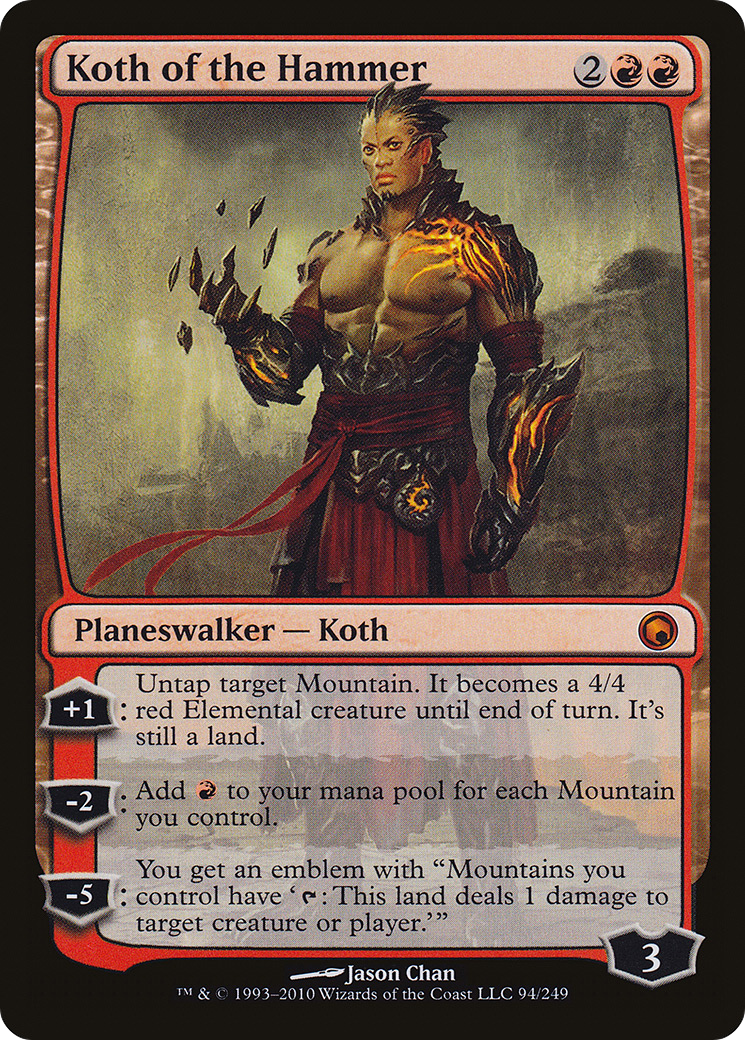 Koth of the Hammer 2
Planeswalker — Koth
+1 : Untap target Mountain. It becomes a 4/4
red Elemental creature until end of turn. It's
still a land.
-2 : Add to your mana pool for each Mountain
you control.
-5 : You get an emblem with “Mountains you
control have ‘ : This land deals 1 damage to
target creature or player.’”
3
Jason Chan
™ & © 1993–2010 Wizards of the Coast LLC 94/249